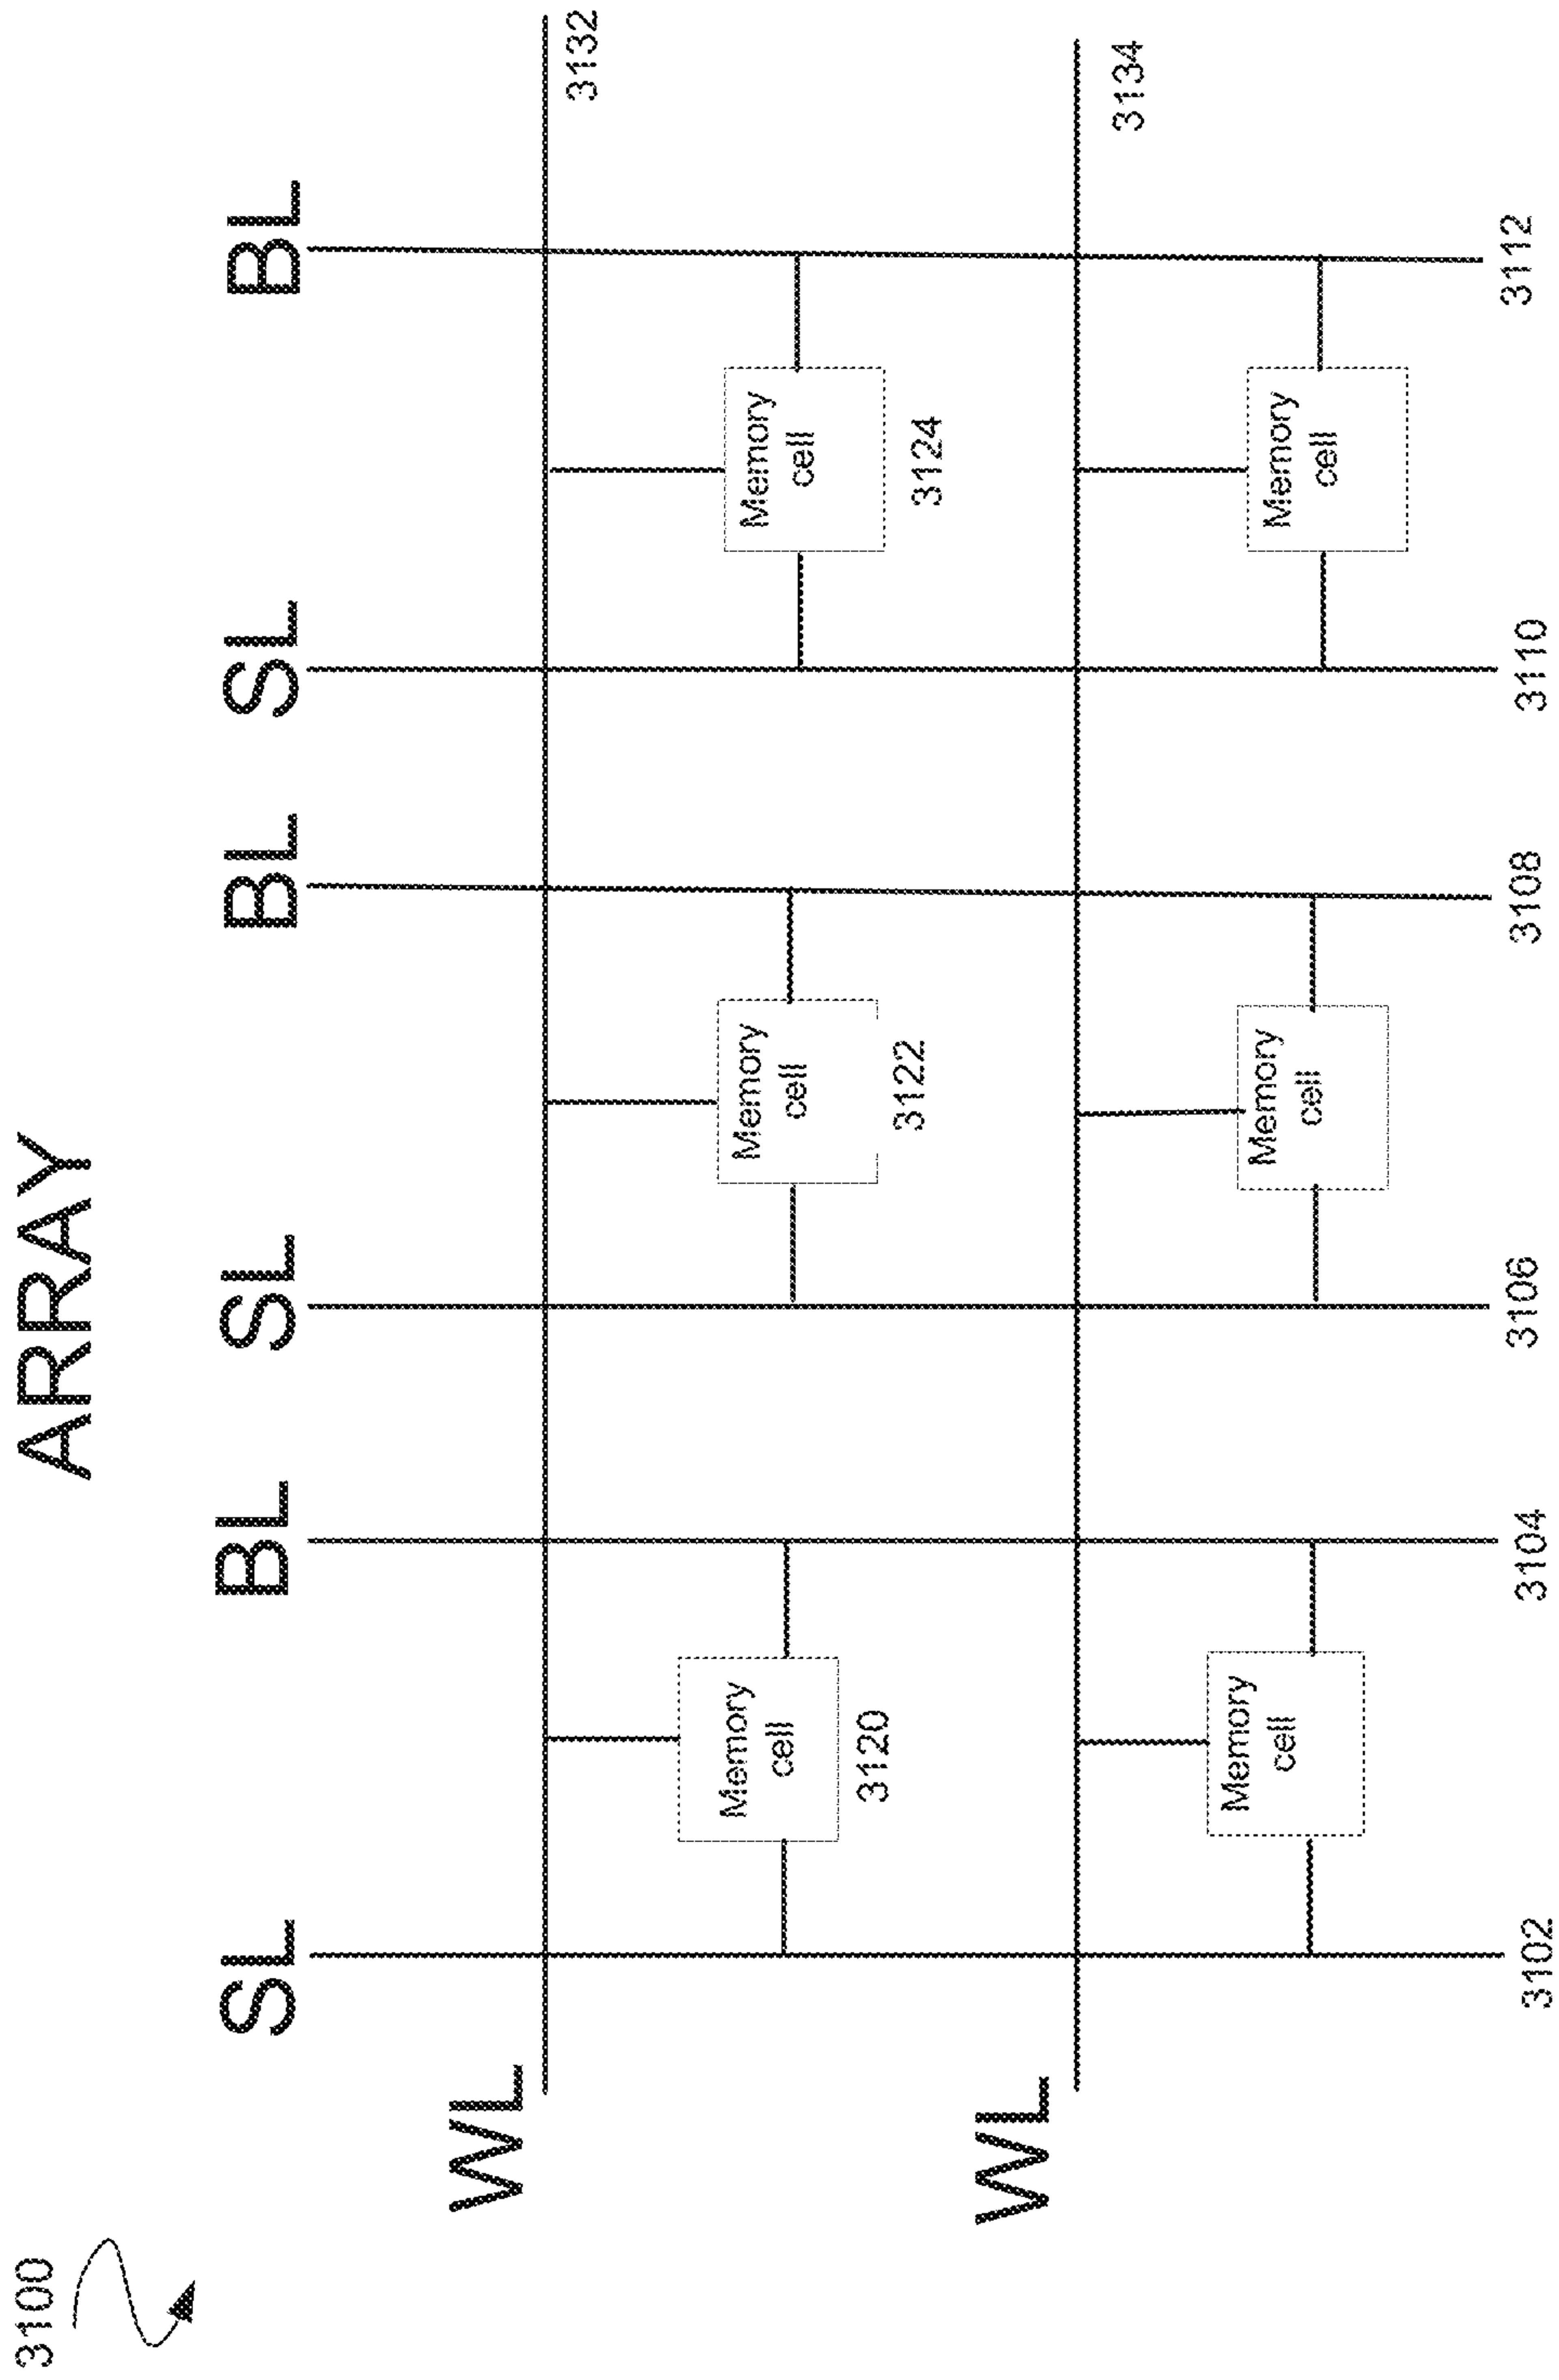 3100
ARRAY
SL
BL
SL
BL
SL
BL
WL
3132
Memory
cell
Memory
cell
Memory
cell
3120
3122
3124
WL
3134
Memory
cell
Memory
cell
Memory
cell
3102
3104
3106
3108
3110
3112